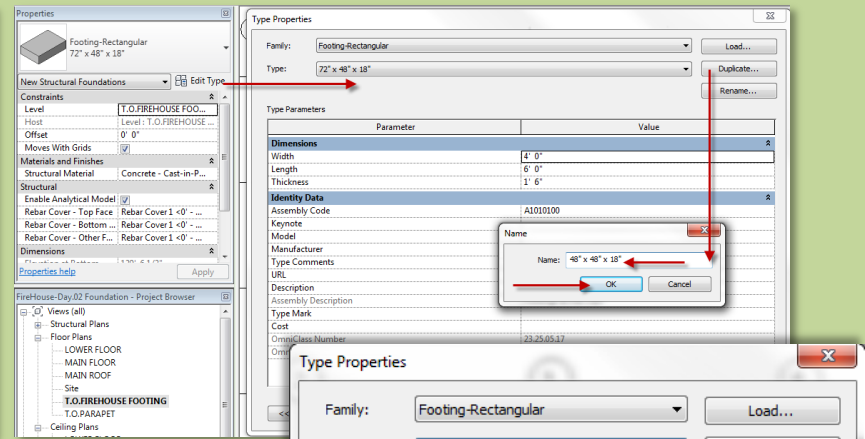 Properties
Footing-Rectangular
72" x 48" x 18"
New Structural Foundations
Edit Type
Constraints
Level T.O.FIREHOUSE FOO...
Host Level : T.O.FIREHOUSE ...
Offset 0' 0"
Moves With Grids
Materials and Finishes
Structural Material Concrete - Cast-in-P...
Structural
Enable Analytical Model
Rebar Cover - Top Face Rebar Cover 1 <0' - ...
Rebar Cover - Bottom ... Rebar Cover 1 <0' - ...
Rebar Cover - Other F... Rebar Cover 1 <0' - ...
Dimensions
Properties help
Apply
FireHouse-Day.02 Foundation - Project Browser
Views (all)
Structural Plans
Floor Plans
LOWER FLOOR
MAIN FLOOR
MAIN ROOF
Site
T.O.FIREHOUSE FOOTING
T.O.PARAPET
Ceiling Plans
Type Properties
Family: Footing-Rectangular Load...
Type: 72" x 48" x 18" Duplicate...
Rename...
Type Parameters
Parameter Value
Dimensions
Width 4' 0"
Length 6' 0"
Thickness 1' 6"
Identity Data
Assembly Code A1010100
Keynote
Model
Manufacturer
Type Comments
URL
Description
Assembly Description
Type Mark
Cost
OmniClass Number 23.25.05.17
Omn
<<
Name
Name: 48" x 48" x 18"
OK Cancel
Type Properties
Family: Footing-Rectangular Load...